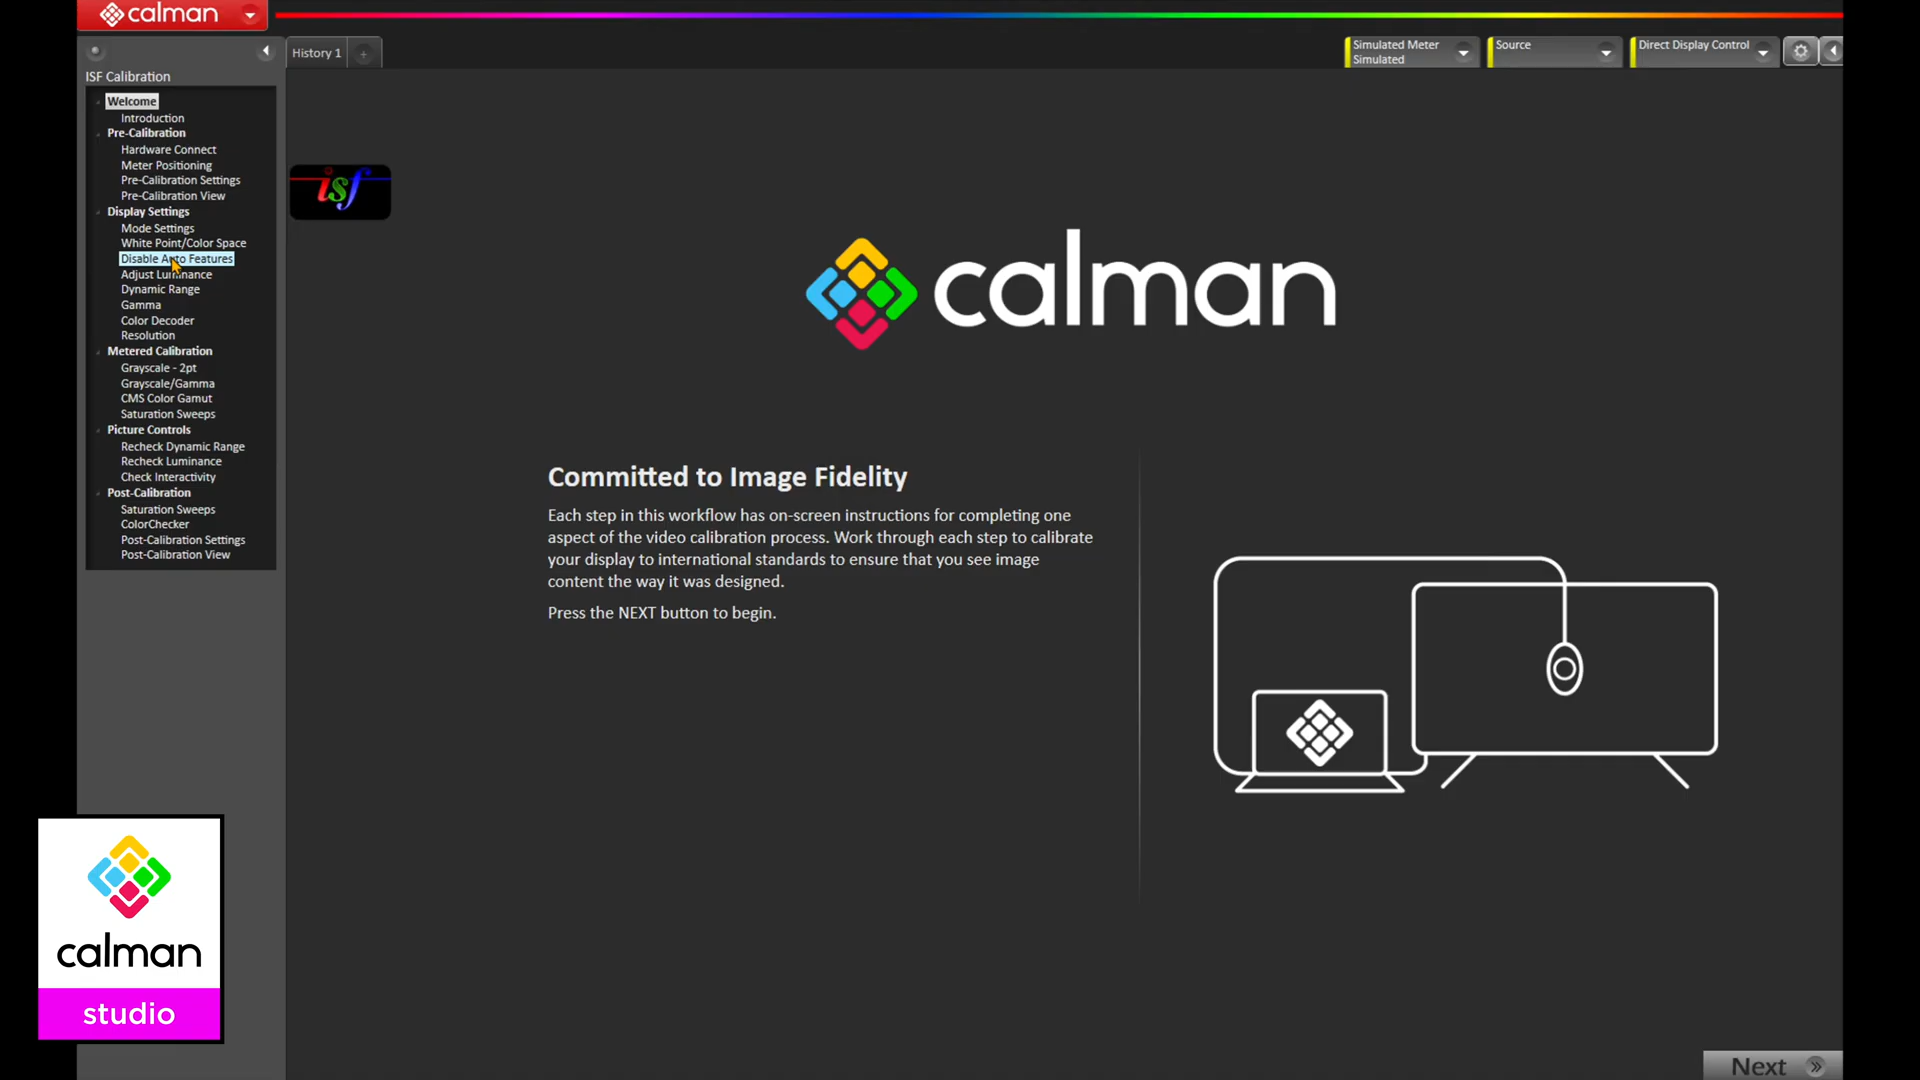 calman
History 1
Simulated Meter
Simulated
Source
Direct Display Control
ISF Calibration
Welcome
Introduction
Pre-Calibration
Hardware Connect
Meter Positioning
Pre-Calibration Settings
Pre-Calibration View
Display Settings
Mode Settings
White Point/Color Space
Disable Auto Features
Adjust Luminance
Dynamic Range
Gamma
Color Decoder
Resolution
Metered Calibration
Grayscale - 2pt
Grayscale/Gamma
CMS Color Gamut
Saturation Sweeps
Picture Controls
Recheck Dynamic Range
Recheck Luminance
Check Interactivity
Post-Calibration
Saturation Sweeps
ColorChecker
Post-Calibration Settings
Post-Calibration View
isf
calman
Committed to Image Fidelity
Each step in this workflow has on-screen instructions for completing one
aspect of the video calibration process. Work through each step to calibrate
your display to international standards to ensure that you see image
content the way it was designed.
Press the NEXT button to begin.
calman
studio
Next